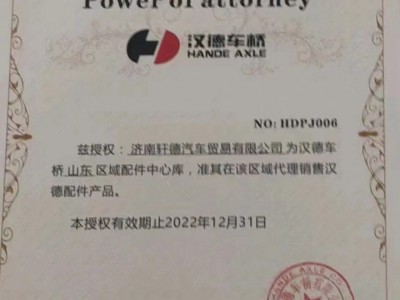 Power of attorney
汉德车桥
HANDE AXLE
NO: HDPJ006
兹授权：济南轩德汽车贸易有限公司为汉德车
桥 山东 区域配件中心库，准其在该区域代理销售汉
德配件产品。
本授权有效期止2022年12月31日
HANDE AXLE CO